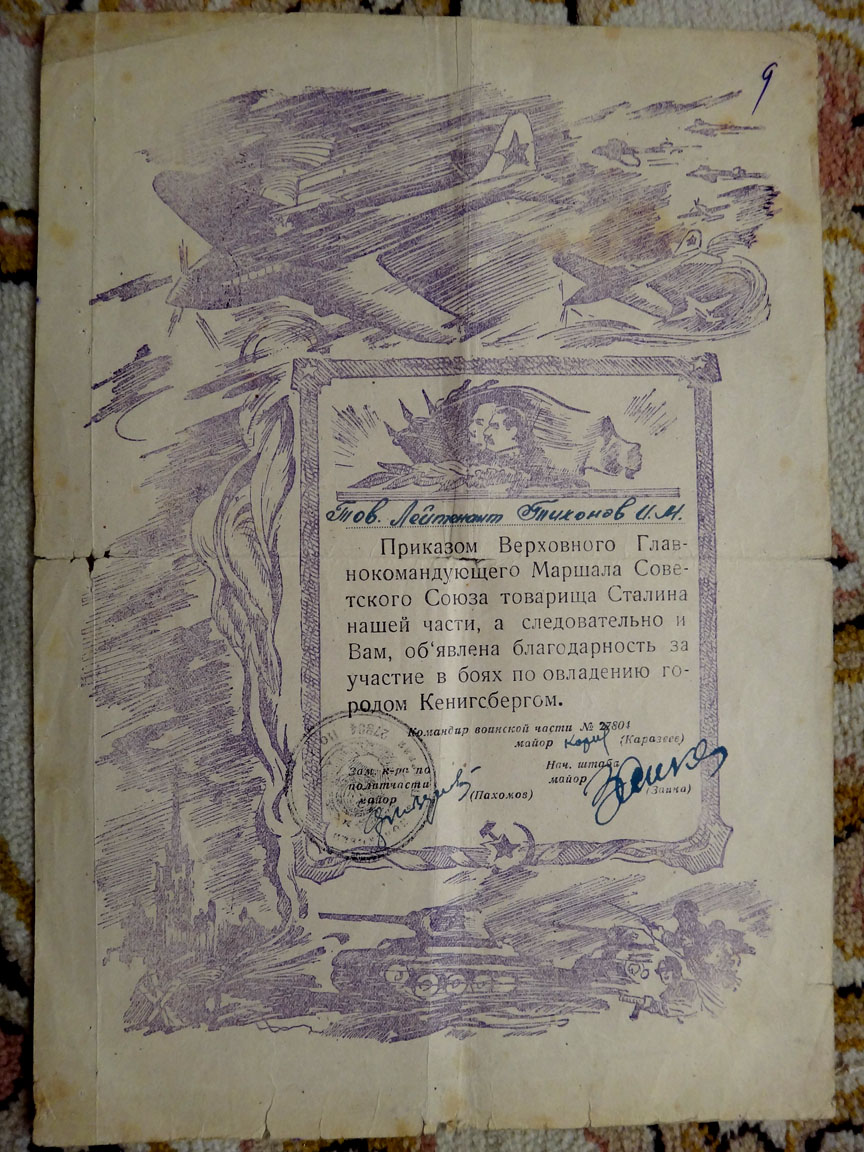 9
Тов. Лейтенант Тихонов И.М.
Приказом Верховного Глав-
нокомандующего Маршала Сове-
тского Союза товарища Сталина
нашей части, а следовательно и
Вам, об‘явлена благодарность за
участие в боях по овладению го-
родом Кенигсбергом.
Командир воинской части № 27804
майор (Каразеев)
Зам. к-ра по
политчасти
майор (Пахомов)
Нач. штаба
майор
(Заика)
27804